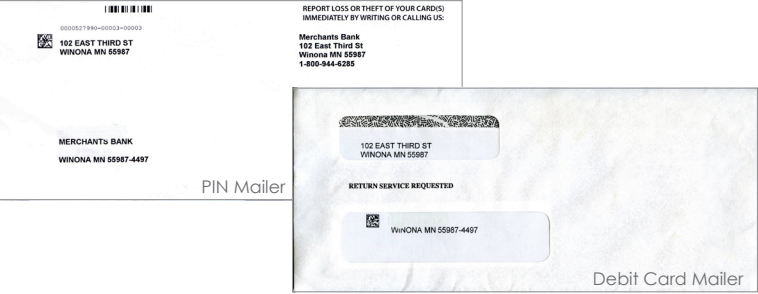 0000527990-00003-00003
102 EAST THIRD ST
WINONA MN 55987
REPORT LOSS OR THEFT OF YOUR CARD(S)
IMMEDIATELY BY WRITING OR CALLING US:
Merchants Bank
102 East Third St
Winona MN 55987
1-800-944-6285
MERCHANTS BANK
WINONA MN 55987-4497
PIN Mailer
102 EAST THIRD ST
WINONA MN 55987
RETURN SERVICE REQUESTED
WINONA MN 55987-4497
Debit Card Mailer